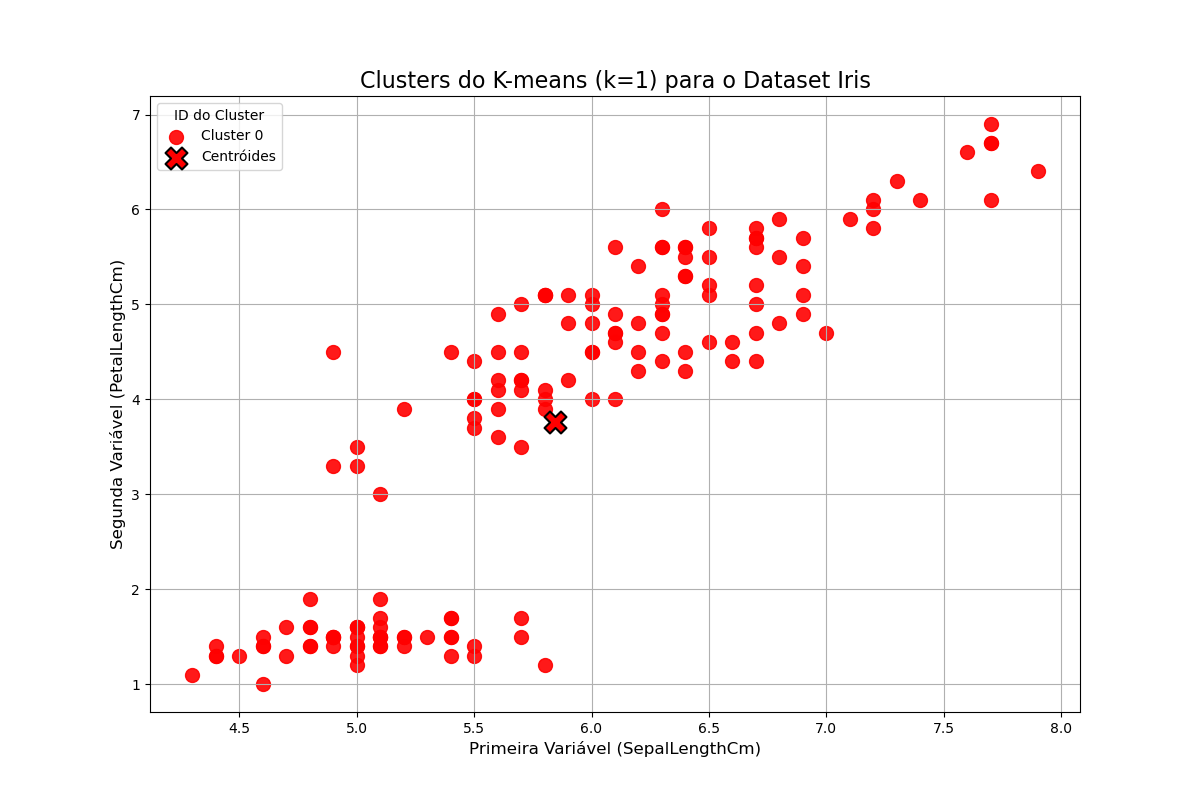 Clusters do K-means (k=1) para o Dataset Iris
ID do Cluster
Cluster 0
Centróides
Segunda Variável (PetalLengthCm)
7
6
5
4
3
2
1
4.5 5.0 5.5 6.0 6.5 7.0 7.5 8.0
Primeira Variável (SepalLengthCm)